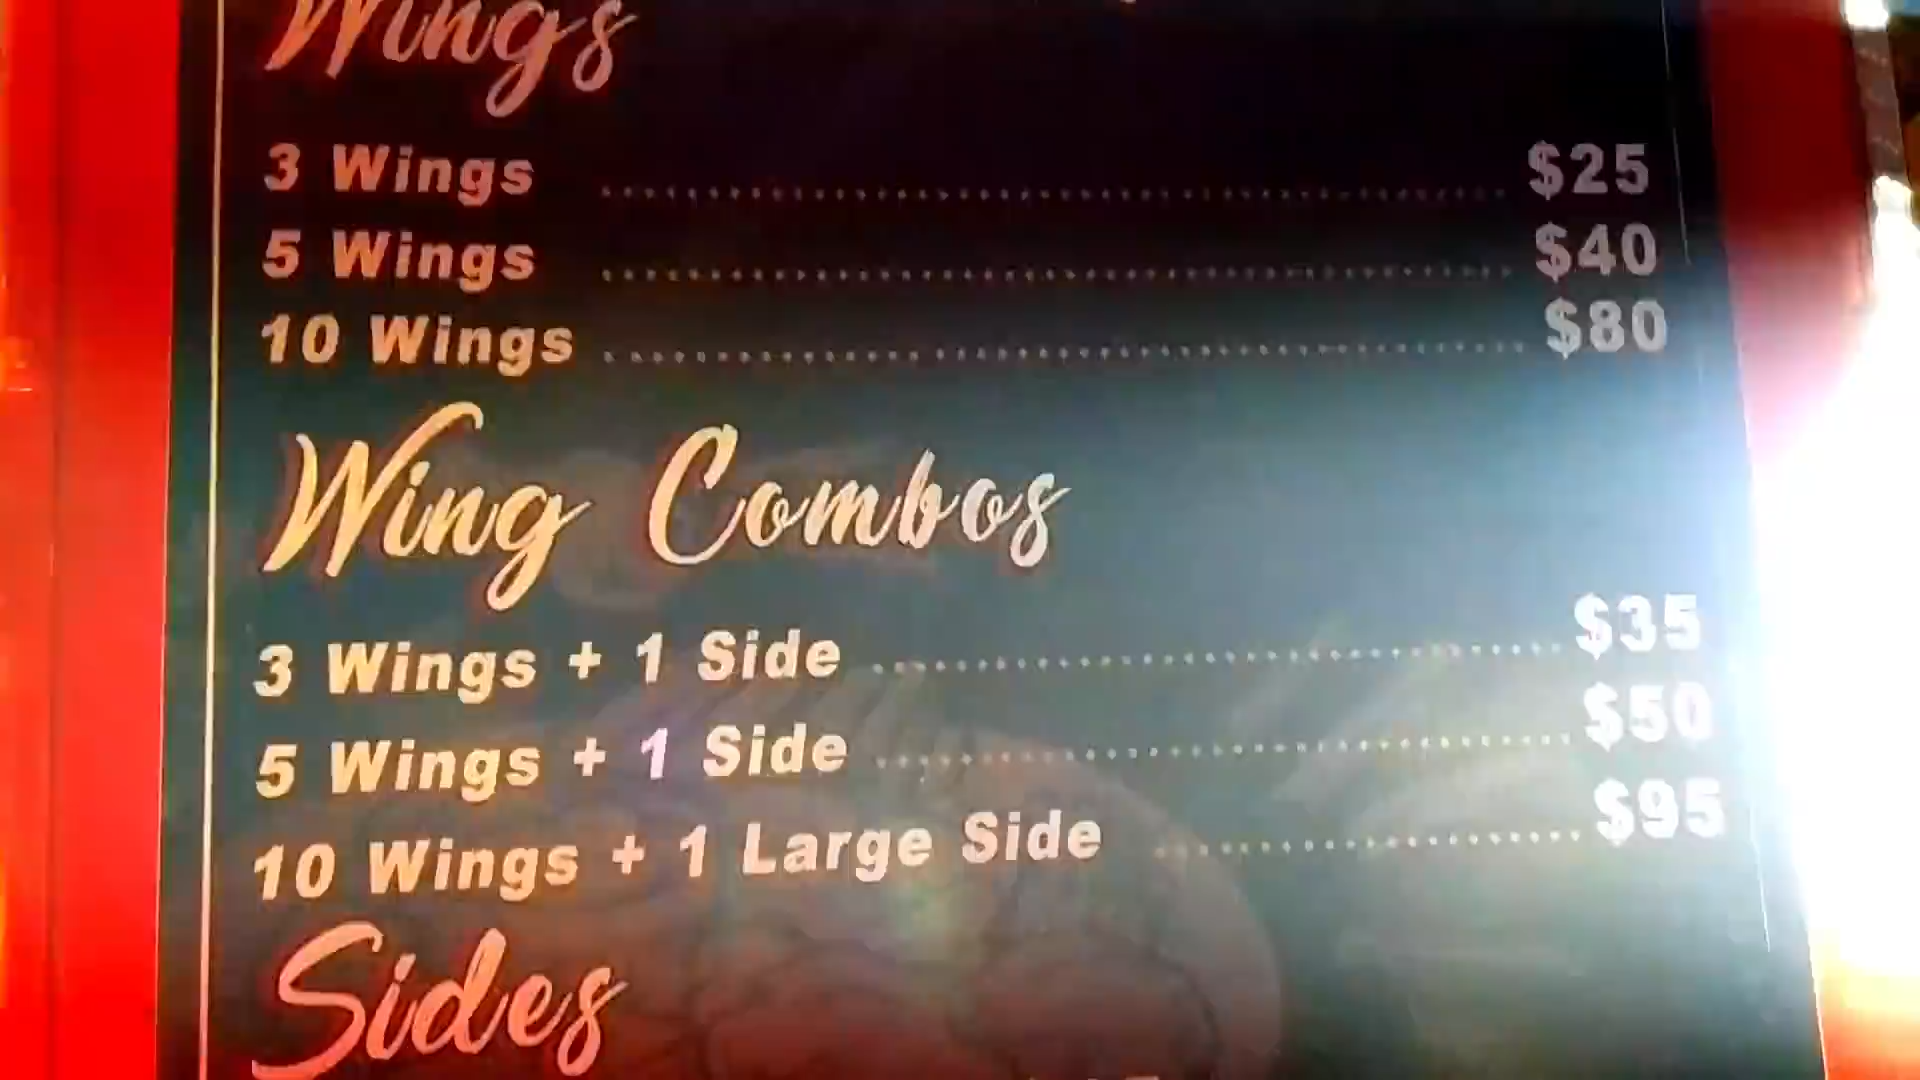 Wings
3 Wings $25
5 Wings $40
10 Wings $80
Wing Combos
3 Wings + 1 Side $35
5 Wings + 1 Side $50
10 Wings + 1 Large Side $95
Sides